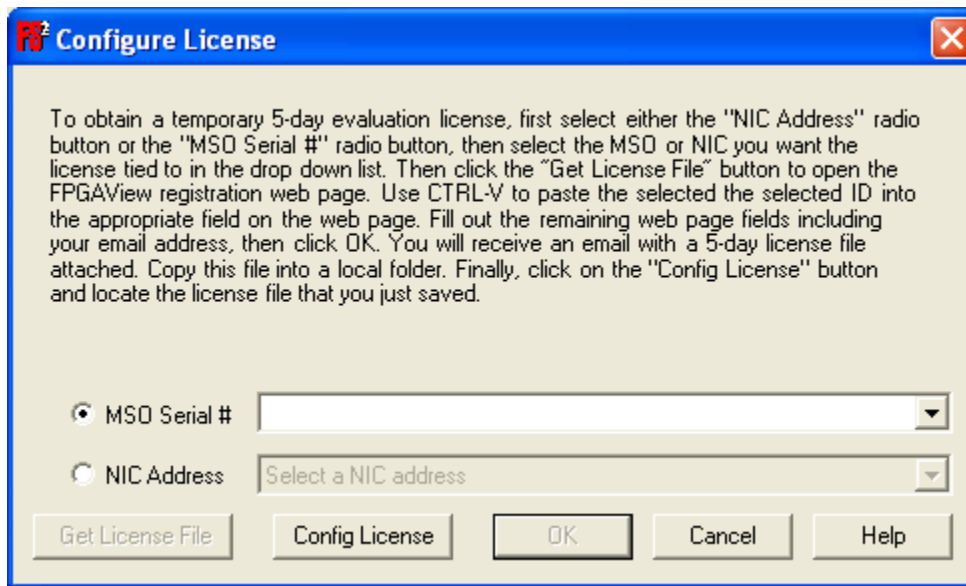 FS² Configure License
To obtain a temporary 5-day evaluation license, first select either the "NIC Address" radio
button or the "MSO Serial #" radio button, then select the MSO or NIC you want the
license tied to in the drop down list. Then click the "Get License File" button to open the
FPGAView registration web page. Use CTRL-V to paste the selected the selected ID into
the appropriate field on the web page. Fill out the remaining web page fields including
your email address, then click OK. You will receive an email with a 5-day license file
attached. Copy this file into a local folder. Finally, click on the "Config License" button
and locate the license file that you just saved.
MSO Serial #
NIC Address Select a NIC address
Get License File Config License OK Cancel Help